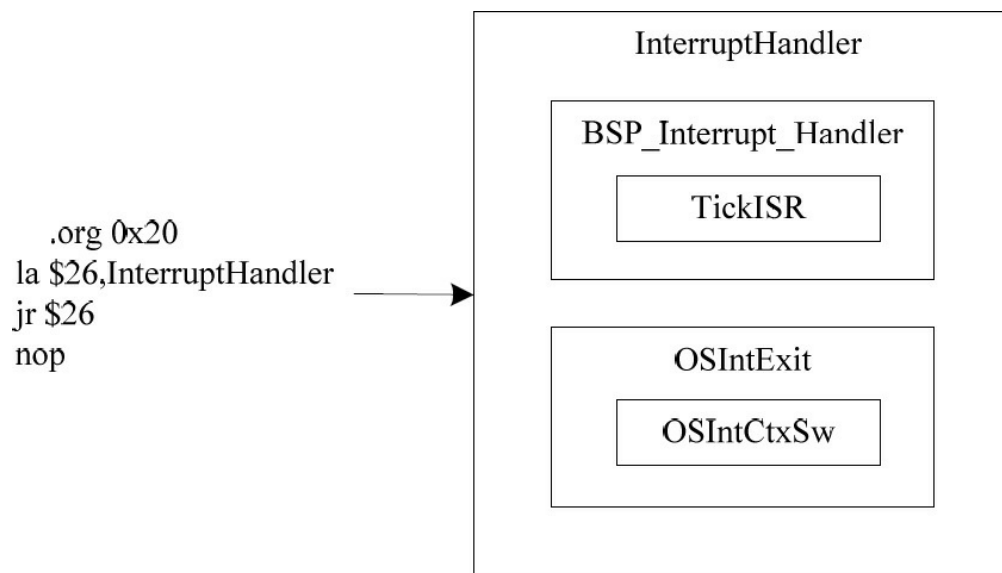 .org 0x20
la $26,InterruptHandler
jr $26
nop
InterruptHandler
BSP_Interrupt_Handler
TickISR
OSIntExit
OSIntCtxSw